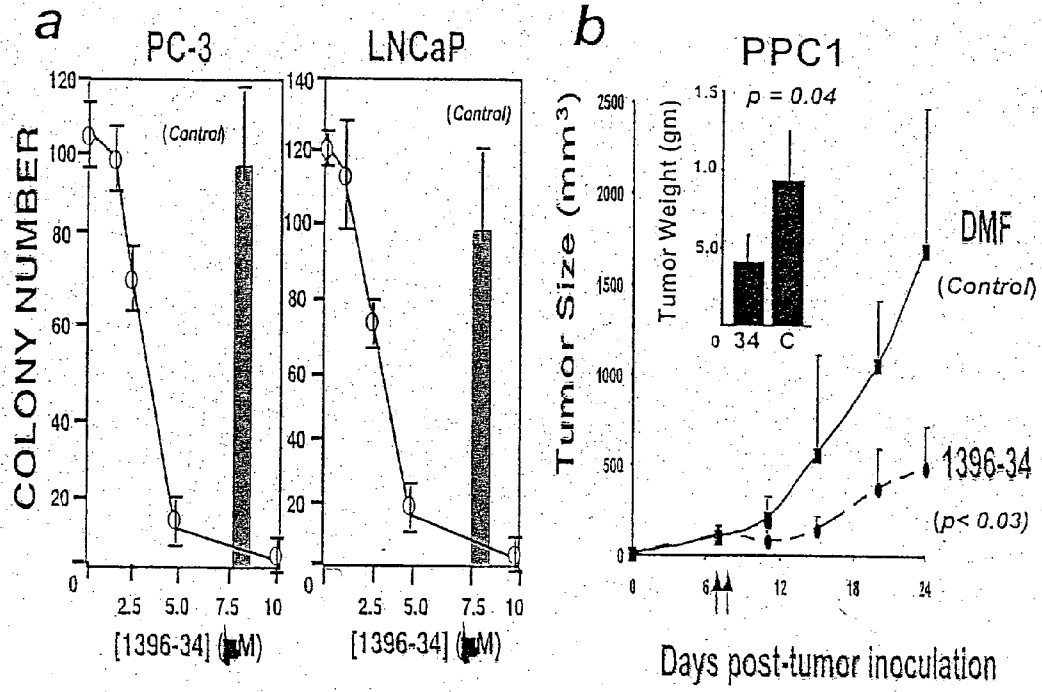 a
PC-3
LNCaP
COLONY NUMBER
120
100
80
60
40
20
0
2.5
5.0
7.5
10
(Control)
[1396-34] (μM)
140
120
100
80
60
40
20
0
2.5
5.0
7.5
10
(Control)
[1396-34] (μM)
b
PPC1
Tumor Size (mm³)
2500
2000
1500
1000
500
0
0
6
12
18
24
Tumor Weight (gm)
1.5
1.0
5.0
0
34
C
p = 0.04
DMF
(Control)
1396-34
(p< 0.03)
Days post-tumor inoculation